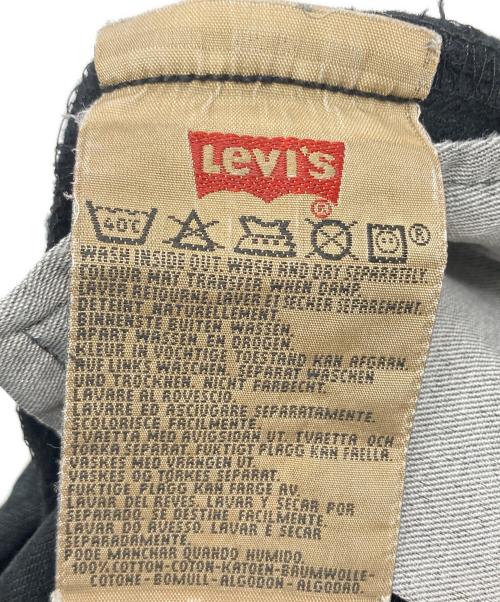 Levi's
®
40C
®
WASH INSIDE OUT. WASH AND DRY SEPARATELY.
COLOUR MAY TRANSFER WHEN DAMP.
LAVER RETOURNE. LAVER ET SECHER SEPAREMENT.
DETEINT NATURELLEMENT.
BINNENSTE BUITEN WASSEN.
APART WASSEN EN DROGEN.
KLEUR IN VOCHTIGE TOESTAND KAN AFGARN.
AUF LINKS WASCHEN, SEPARAT WASCHEN
UND TROCKNEN. NICHT FARBECHT.
LAVARE AL ROVESCIO.
LAVARE ED ASCIUGARE SEPARATAMENTE.
SCOLORISCE FACILMENTE.
TVAETTA MED AVIGSIDAN UT. TVAETTA OCH
TORKA SEPARAT. FUKTIGT PLAGG KAN FAELLA.
VASKES MED VRANGEN UT.
VASKES OG TORKES SEPARAT.
FUKTIGE PLAGG KAN FARGE AV.
LAVAR DEL REVES, LAVAR Y SECAR POR
SEPARADO, SE DESTINE, FACILMENTE.
LAVAR DO AVESSO. LAVAR E SECAR
SEPARADAMENTE.
PODE MANCHAR QUANDO HUMIDO.
100% COTTON-COTON-KATOEN-BAUMWOLLE-
COTONE-BOMULL-ALGODON-ALGODAO.